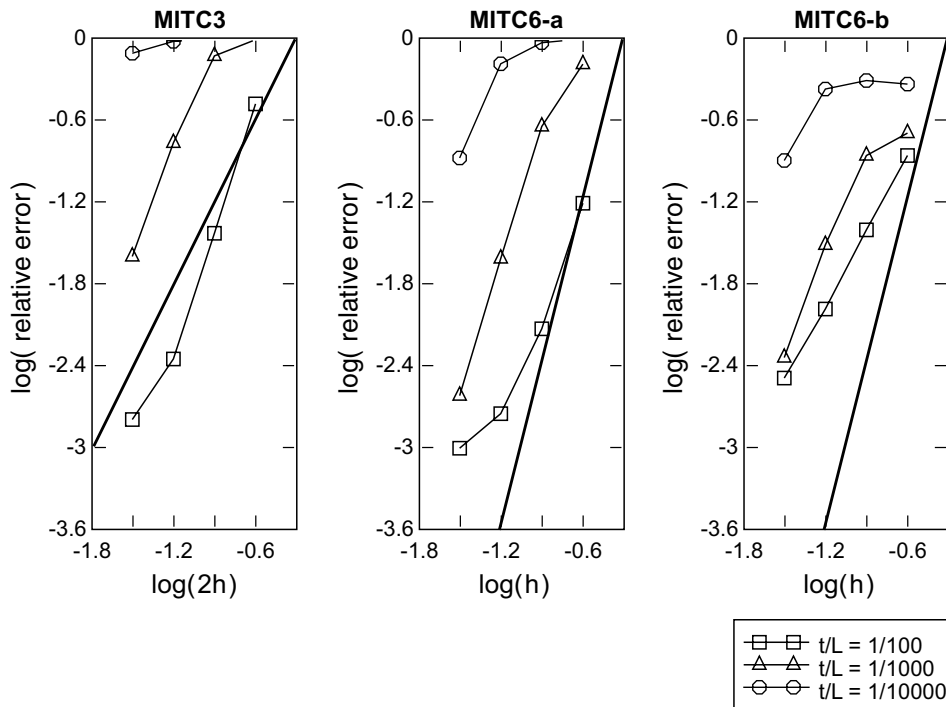 MITC3
0
-0.6
-1.2
-1.8
-2.4
-3
-3.6
log( relative error)
-1.8 -1.2 -0.6
log(2h)
MITC6-a
0
-0.6
-1.2
-1.8
-2.4
-3
-3.6
log( relative error)
-1.8 -1.2 -0.6
log(h)
MITC6-b
0
-0.6
-1.2
-1.8
-2.4
-3
-3.6
log( relative error)
-1.8 -1.2 -0.6
log(h)
t/L = 1/100
t/L = 1/1000
t/L = 1/10000